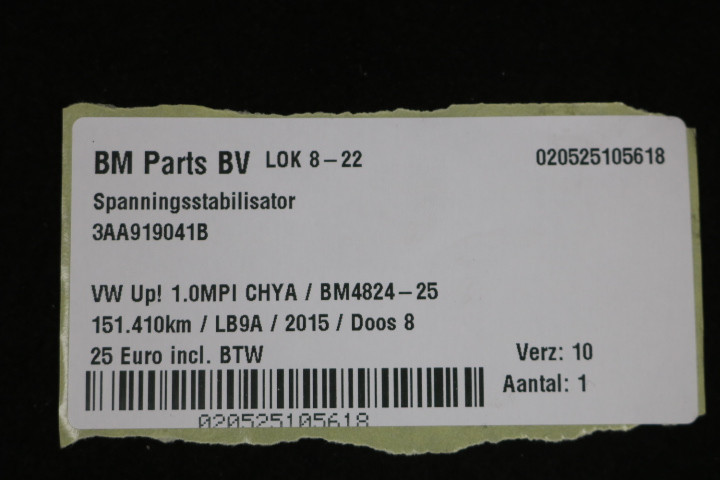 BM Parts BV LOK 8-22 020525105618
Spanningsstabilisator
3AA919041B
VW Up! 1.0MPI CHYA / BM4824-25
151.410km / LB9A / 2015 / Doos 8
25 Euro incl. BTW Verz: 10
Aantal: 1
020525105618